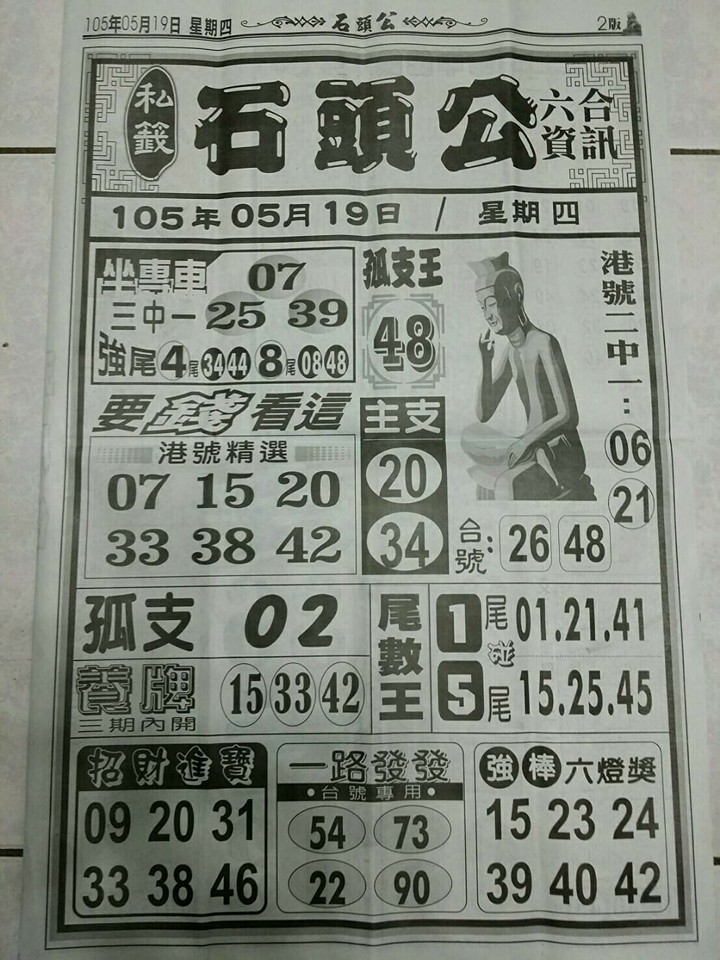 105年05月19日 星期四
石頭公
2版
私籤
石頭公
六合
資訊
105年05月19日 / 星期四
坐專車 07
三中一 25 39
強尾 4尾 34 44 8尾 08 48
孤支王
48
港號二中一:
06
21
要錢看這
港號精選
07 15 20
33 38 42
主支
20
34
台號: 26 48
孤支 02
養牌 15 33 42
三期內開
尾數王
1尾 01.21.41
碰
5尾 15.25.45
招財進寶
09 20 31
33 38 46
一路發發
•台號專用•
54 73
22 90
強棒六燈獎
15 23 24
39 40 42